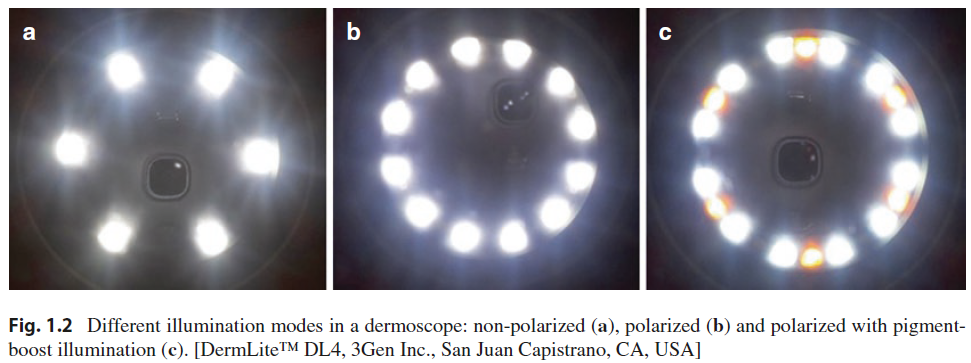 a b c
Fig. 1.2 Different illumination modes in a dermoscope: non-polarized (a), polarized (b) and polarized with pigment-
boost illumination (c). [DermLite™ DL4, 3Gen Inc., San Juan Capistrano, CA, USA]